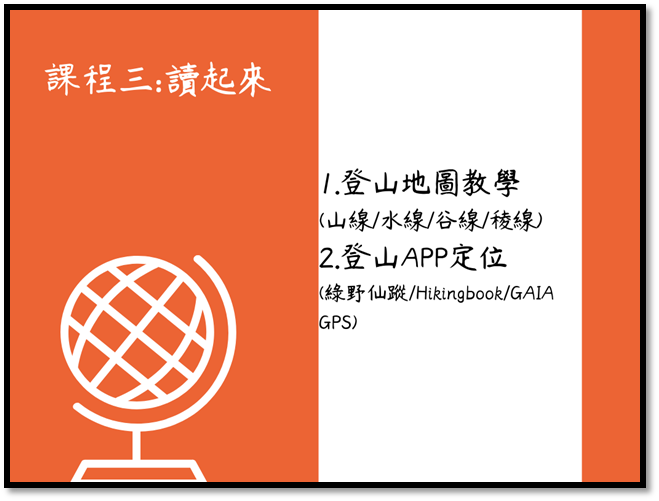 課程三:讀起來
1.登山地圖教學
(山線/水線/谷線/稜線)
2.登山APP定位
(綠野仙蹤/Hikingbook/GAIA
GPS)